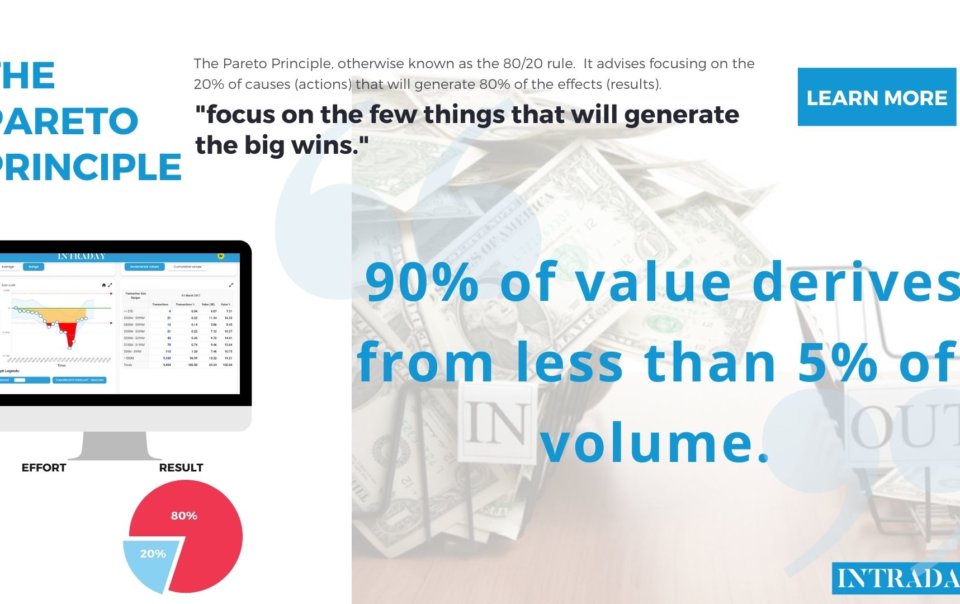 THE
PARETO
PRINCIPLE
The Pareto Principle, otherwise known as the 80/20 rule. It advises focusing on the
20% of causes (actions) that will generate 80% of the effects (results).
"focus on the few things that will generate
the big wins."
LEARN MORE
INTRADAY
90% of value derives
from less than 5% of
volume.
IN
OUT
EFFORT
RESULT
80%
20%
INTRADAY